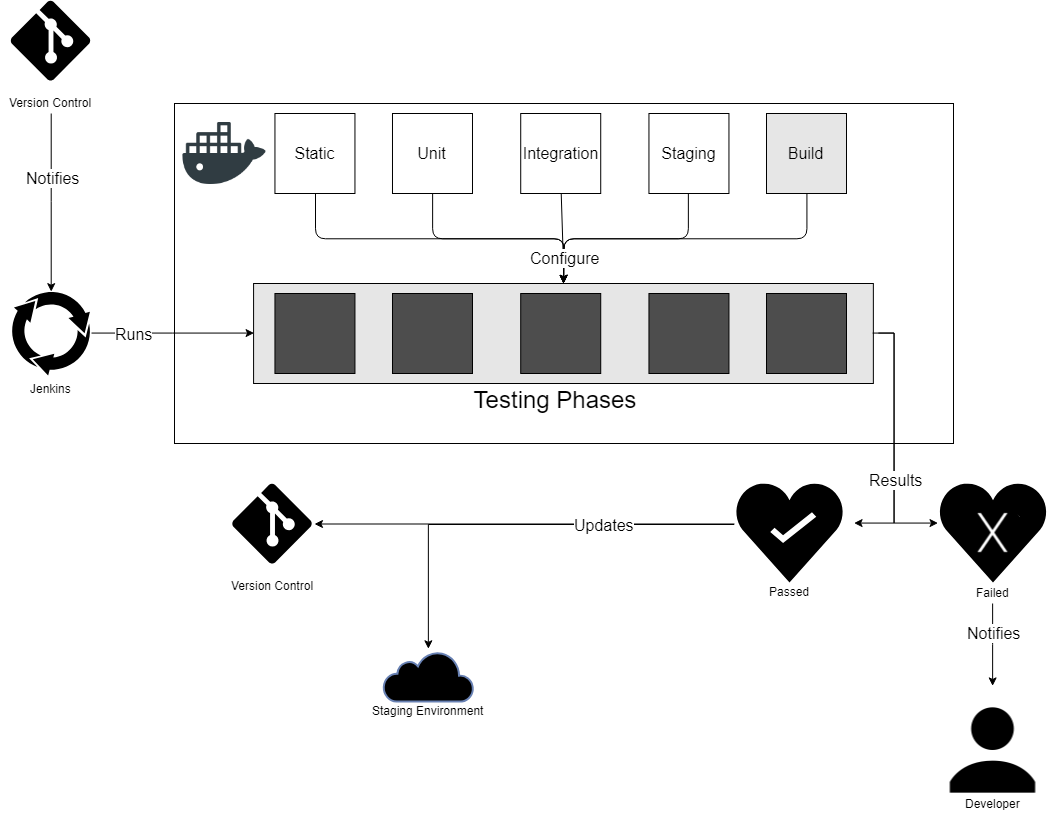 Version Control
Notifies
Jenkins
Runs
Static
Unit
Integration
Staging
Build
Configure
Testing Phases
Results
Passed
X
Failed
Updates
Version Control
Staging Environment
Notifies
Developer